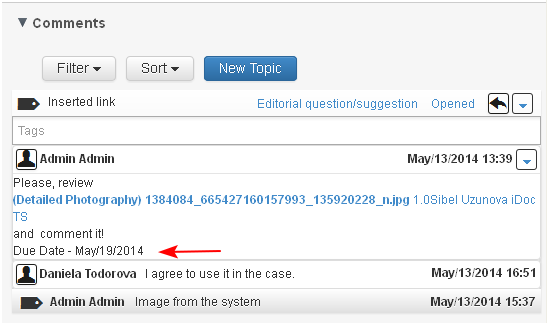 Comments
Filter Sort New Topic
Inserted link Editorial question/suggestion Opened
Tags
Admin Admin May/13/2014 13:39
Please, review
(Detailed Photography) 1384084_665427160157993_135920228_n.jpg 1.0Sibel Uzunova iDoc
TS
and comment it!
Due Date - May/19/2014
Daniela Todorova I agree to use it in the case. May/13/2014 16:51
Admin Admin Image from the system May/13/2014 15:37